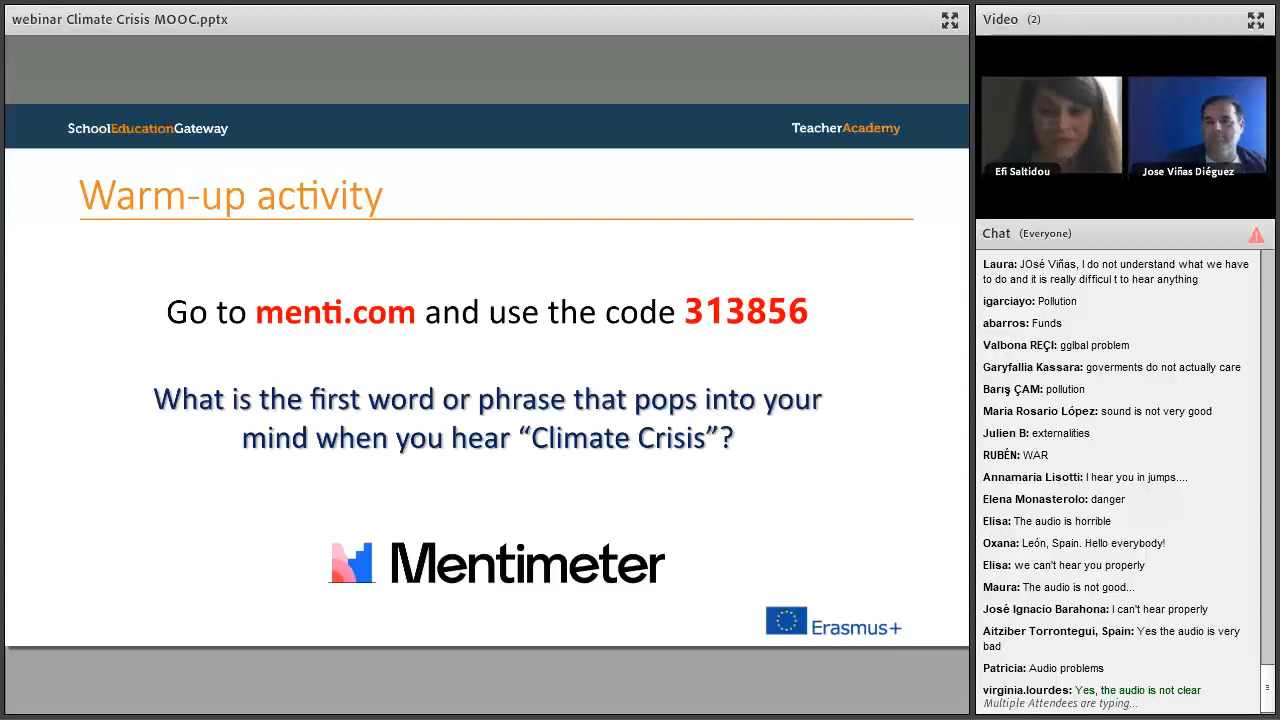 webinar Climate Crisis MOOC.pptx
SchoolEducationGateway
TeacherAcademy
Warm-up activity
Go to menti.com and use the code 313856
What is the first word or phrase that pops into your
mind when you hear “Climate Crisis”?
Mentimeter
Erasmus+
Video (2)
Efi Saltidou
Jose Viñas Diéguez
Chat (Everyone)
Laura: JOsé Viñas, I do not understand what we have
to do and it is really difficul t to hear anything
igarciayo: Pollution
abarros: Funds
Valbona REÇI: gglbal problem
Garyfallia Kassara: goverments do not actually care
Barış ÇAM: pollution
Maria Rosario López: sound is not very good
Julien B: externalities
RUBÉN: WAR
Annamaria Lisotti: I hear you in jumps....
Elena Monasterolo: danger
Elisa: The audio is horrible
Oxana: León, Spain. Hello everybody!
Elisa: we can't hear you properly
Maura: The audio is not good...
José Ignacio Barahona: I can't hear properly
Aitziber Torrontegui, Spain: Yes the audio is very
bad
Patricia: Audio problems
virginia.lourdes: Yes, the audio is not clear
Multiple Attendees are typing...